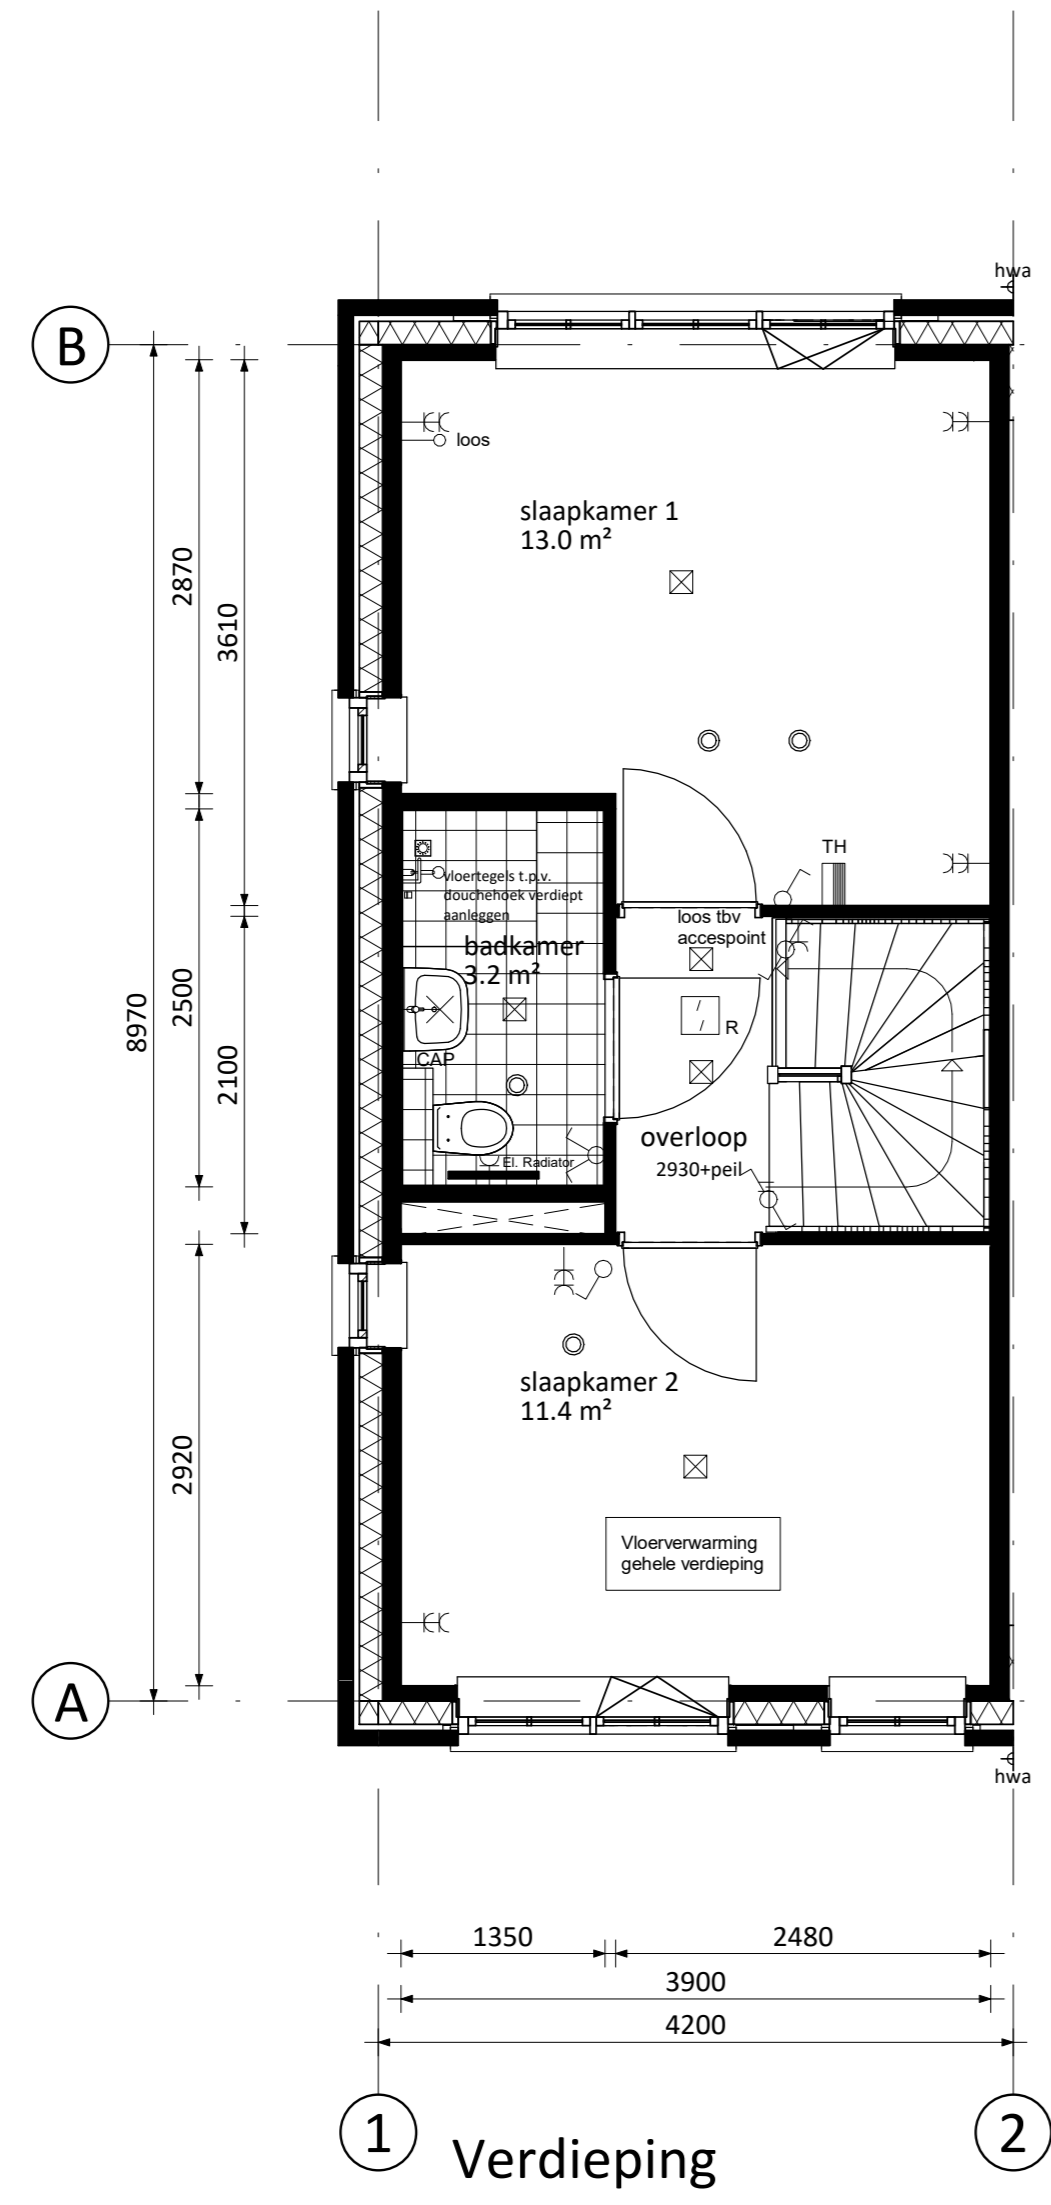 hwa
B
loos
slaapkamer 1
13.0 m²
2870
3610
TH
vloertegels t.p.v.
douchehoek verdiept
aanleggen
loos tbv
accespoint
badkamer
3.2 m²
8970
2500
2100
R
CAP
overloop
2930+peil
El. Radiator
slaapkamer 2
11.4 m²
2920
Vloerverwarming
gehele verdieping
A
hwa
1350
2480
3900
4200
1
2
Verdieping